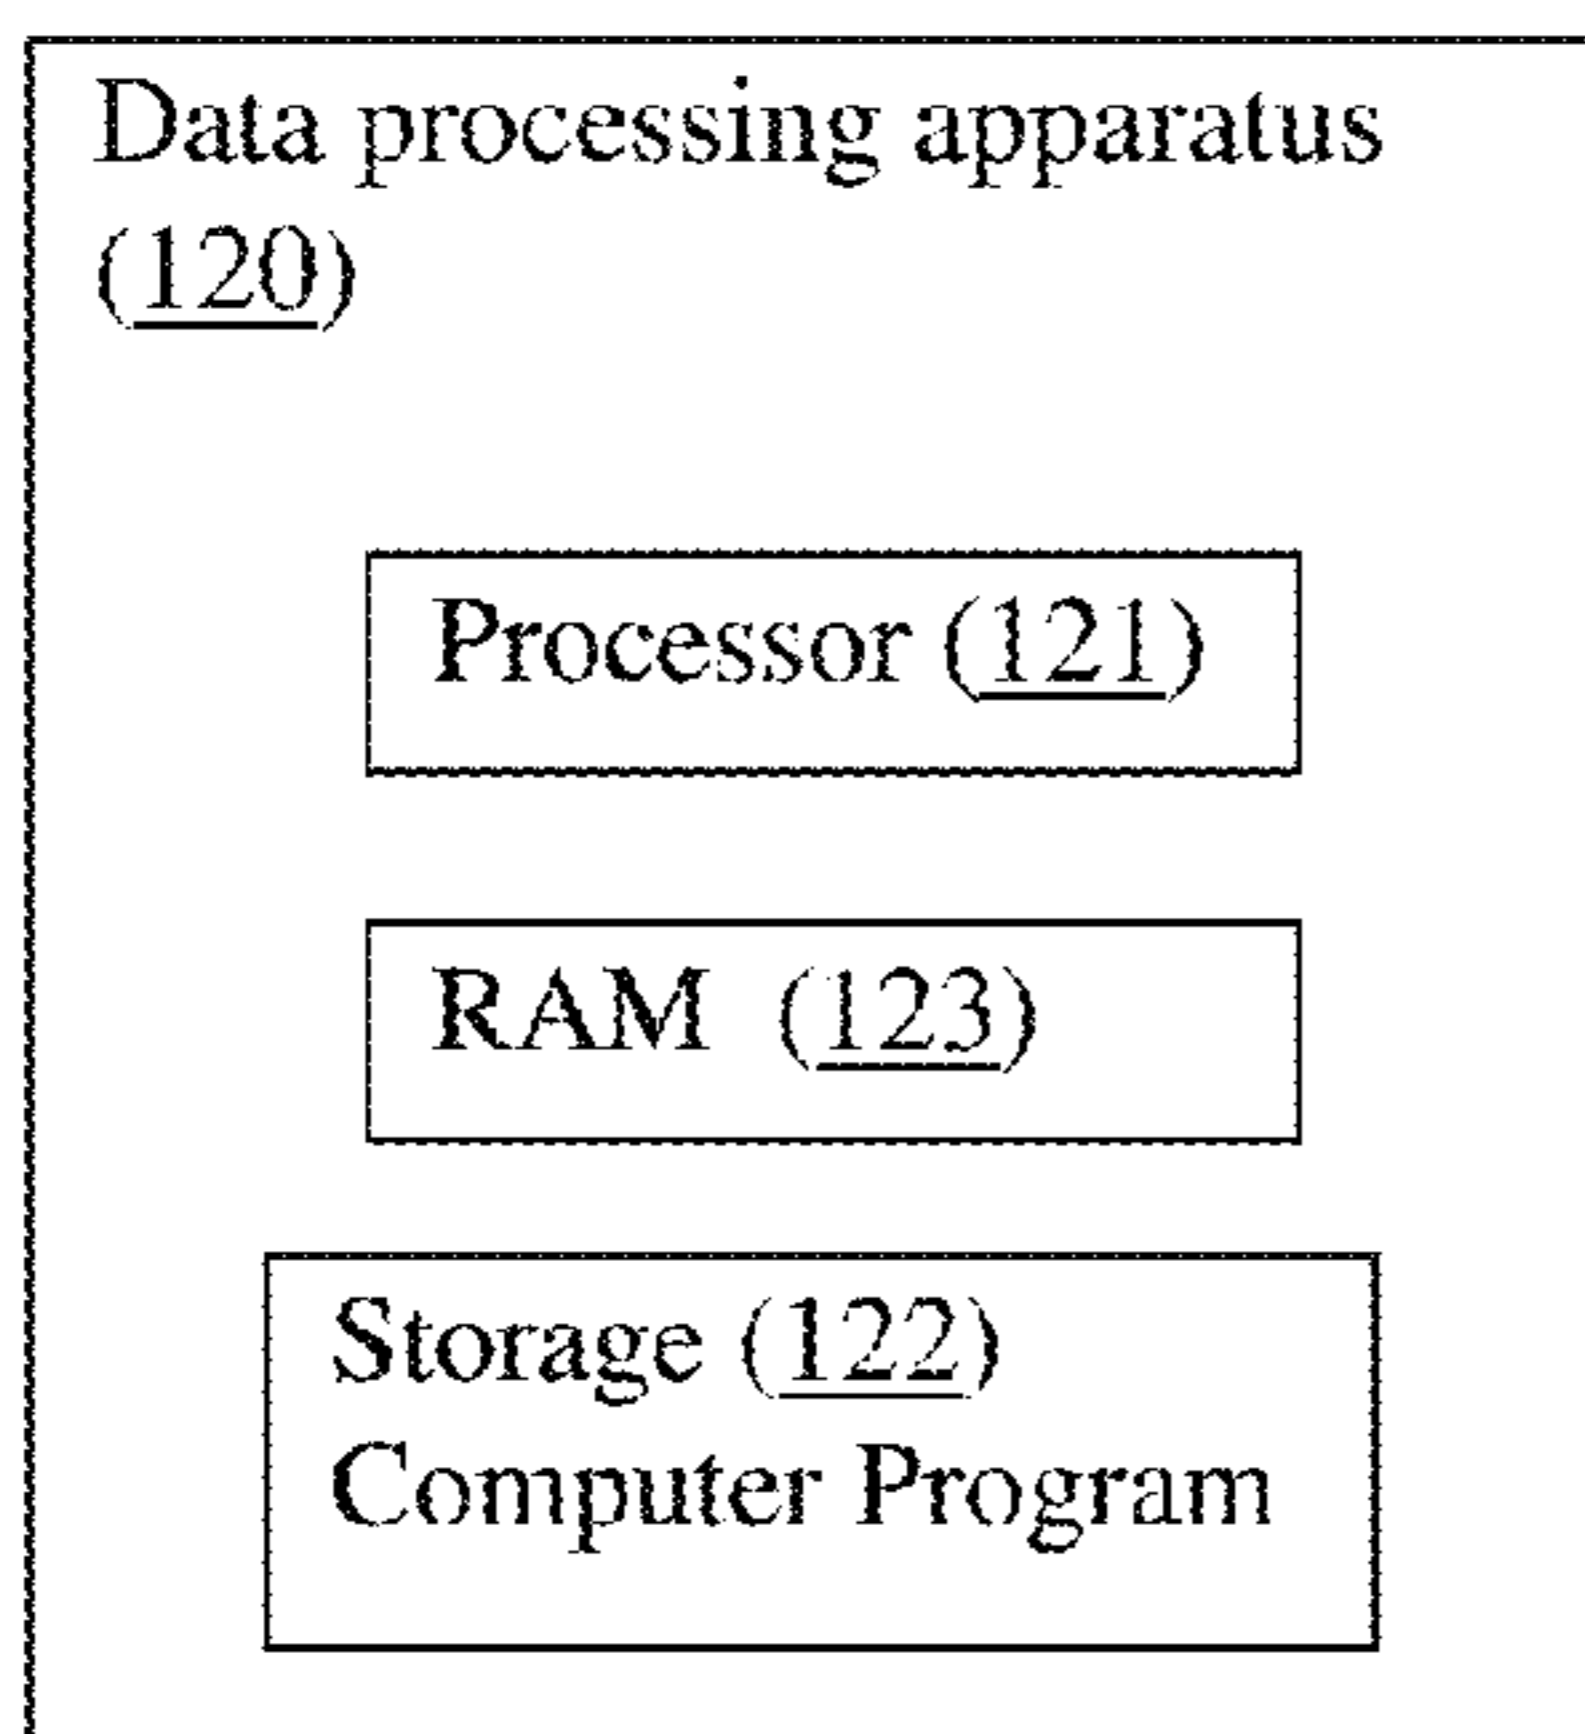 Data processing apparatus
(120)
Processor (121)
RAM (123)
Storage (122)
Computer Program